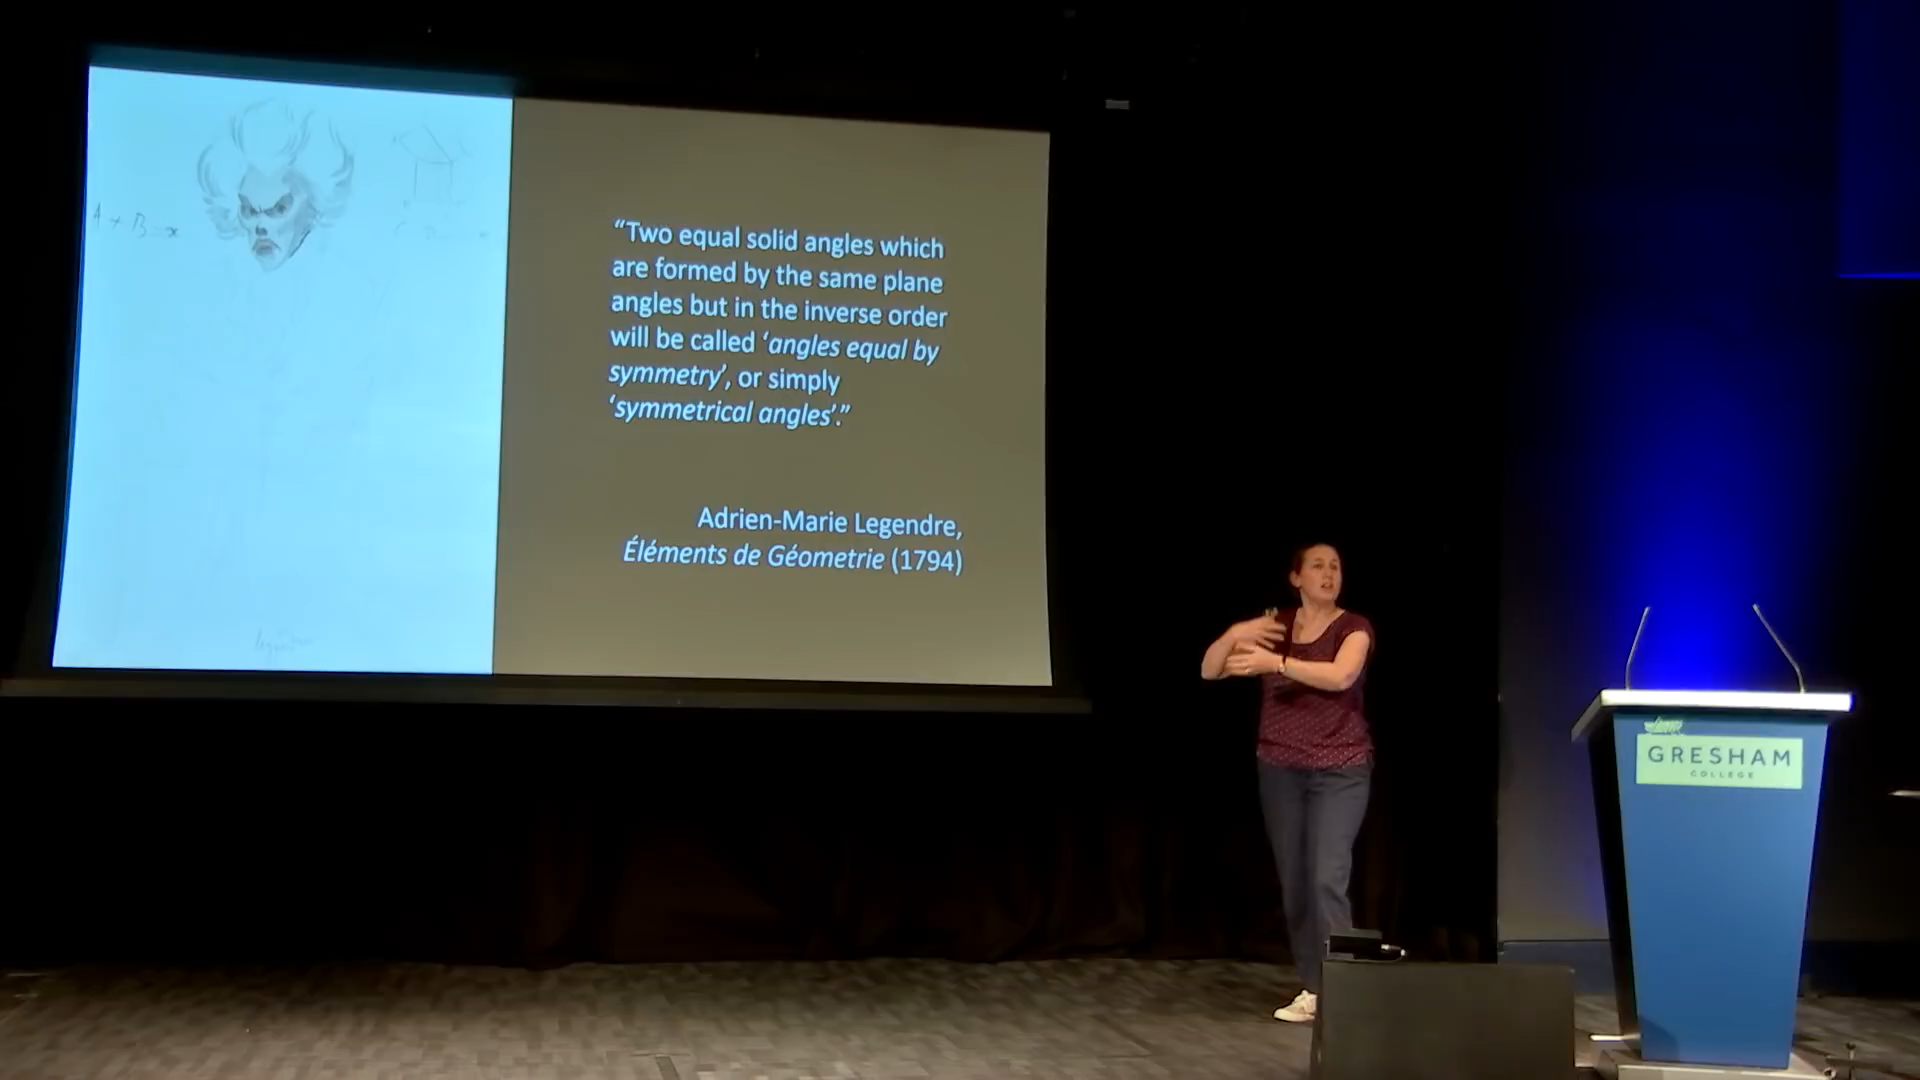 A + B = x
“Two equal solid angles which
are formed by the same plane
angles but in the inverse order
will be called ‘angles equal by
symmetry’, or simply
‘symmetrical angles’.”
Adrien-Marie Legendre,
Éléments de Géometrie (1794)
GRESHAM
COLLEGE